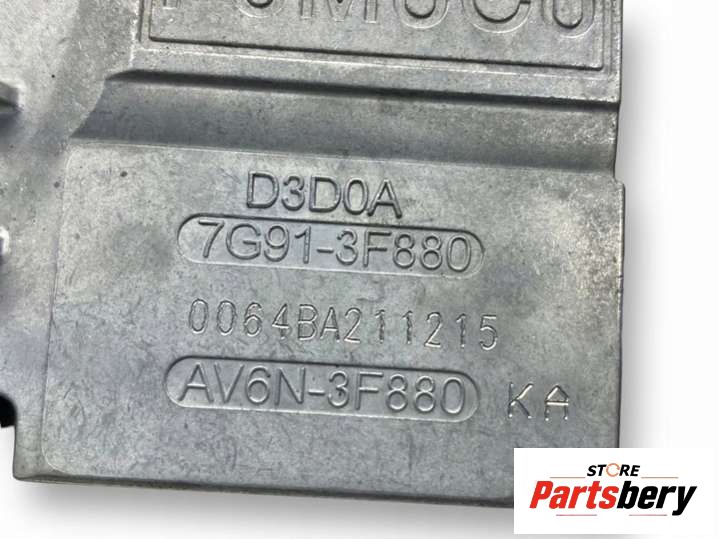 D3D0A
7G91-3F880
0064BA211215
AV6N-3F880 KA
STORE
Partsbery